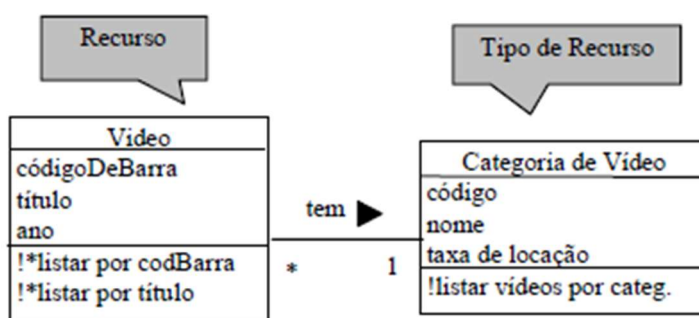 Recurso
Tipo de Recurso
Video
códigoDeBarra
título
ano
!*listar por codBarra
!*listar por título
tem
*
1
Categoria de Vídeo
código
nome
taxa de locação
!listar vídeos por categ.